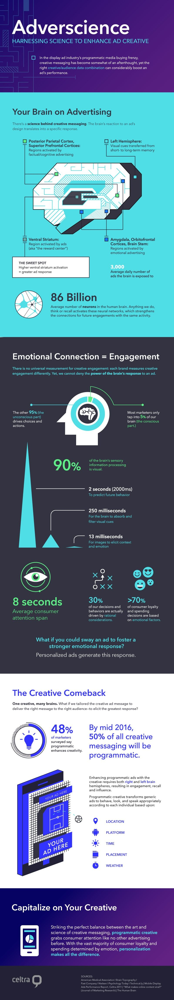 Adverscience
HARNESSING SCIENCE TO ENHANCE AD CREATIVE
In the display ad industry's programmatic media buying frenzy,
creative messaging has become somewhat of an afterthought, yet the
right creative/audience data combination can considerably boost an
ad's performance.
Your Brain on Advertising
There's a science behind creative messaging. The brain's reaction to an ad's
design translates into a specific response.
Posterior Parietal Cortex,
Superior Prefrontal Cortices:
Regions activated by
factual/cognitive advertising
Left Hemisphere:
Visual cues transferred from
short- to long-term memory
Ventral Striatum:
Region activated by ads
(aka "the reward center")
THE SWEET SPOT
Higher ventral striatum activation
= greater ad response
Amygdala, Orbitofrontal
Cortices, Brain Stem:
Regions activated by
emotional advertising
3,000
Average daily number of
ads the brain is exposed to
86 Billion
Average number of neurons in the human brain. Anything we do,
think or recall activates these neural networks, which strengthens
the connections for future engagements with the same activity.
Emotional Connection = Engagement
There is no universal measurement for creative engagement: each brand measures creative
engagement differently. Yet, we cannot deny the power of the brain's response to an ad.
The other 95% (the
unconscious part)
drives choices and
actions.
Most marketers only
tap into 5% of our
brain (the conscious
part.)
90%
of the brain's sensory
information processing
is visual.
2 seconds (2000ms)
To predict future behavior
250 milliseconds
For the brain to absorb and
filter visual cues
13 milliseconds
For images to elicit context
and emotion
8 seconds
Average consumer
attention span
30%
of our decisions and
behaviors are actually
driven by rational
considerations.
>70%
of consumer loyalty
and spending
decisions are based
on emotional factors.
What if you could sway an ad to foster a
stronger emotional response?
Personalized ads generate this response.
The Creative Comeback
One creative, many brains. What if we tailored the creative ad message to
deliver the right message to the right audience—to elicit the greatest response?
48%
of marketers
surveyed say
programmatic
enhances creativity.
By mid 2016,
50% of all creative
messaging will be
programmatic.
YOUR AD HERE
YOUR
AD HERE
Enhancing programmatic ads with the
creative requires both right and left brain
hemispheres, resulting in engagement, recall
and influence.
Programmatic creative transforms generic
ads to behave, look, and speak appropriately
according to each individual based upon:
LOCATION
PLATFORM
TIME
PLACEMENT
WEATHER
Capitalize on Your Creative
Striking the perfect balance between the art and
science of creative messaging, programmatic creative
grabs consumer attention like no other advertising
before. With the vast majority of consumer loyalty and
spending determined by emotion, personalization
makes all the difference.
celtra
SOURCES:
American Medical Association I Brain Topography I
Fast Company I Nielsen I Psychology Today I Technical.ly | Mobile Display
Ads Performance Report, Celtra 2011 | "What makes online content viral?"
(Journal of Marketing Research) | The Human Brain